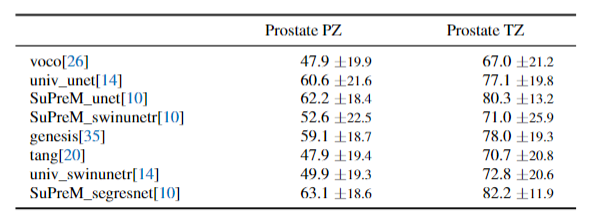 Prostate PZ Prostate TZ
voco[26] 47.9 ±19.9 67.0 ±21.2
univ_unet[14] 60.6 ±21.6 77.1 ±19.8
SuPreM_unet[10] 62.2 ±18.4 80.3 ±13.2
SuPreM_swinunetr[10] 52.6 ±22.5 71.0 ±25.9
genesis[35] 59.1 ±18.7 78.0 ±19.3
tang[20] 47.9 ±19.4 70.7 ±20.8
univ_swinunetr[14] 49.9 ±19.3 72.8 ±20.6
SuPreM_segresnet[10] 63.1 ±18.6 82.2 ±11.9